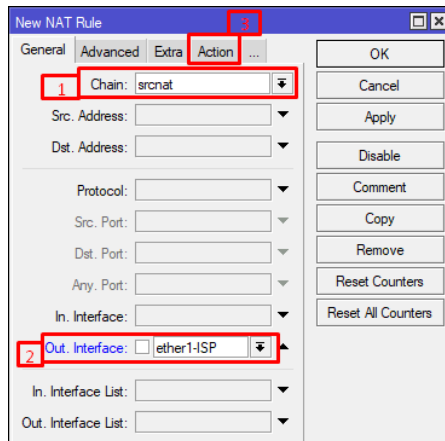 New NAT Rule
3
General Advanced Extra Action ...
OK
1 Chain: srcnat
Cancel
Src. Address:
Apply
Dst. Address:
Disable
Protocol:
Comment
Src. Port:
Copy
Dst. Port:
Remove
Any. Port:
Reset Counters
In. Interface:
Reset All Counters
2 Out. Interface: ether1-ISP
In. Interface List:
Out. Interface List: